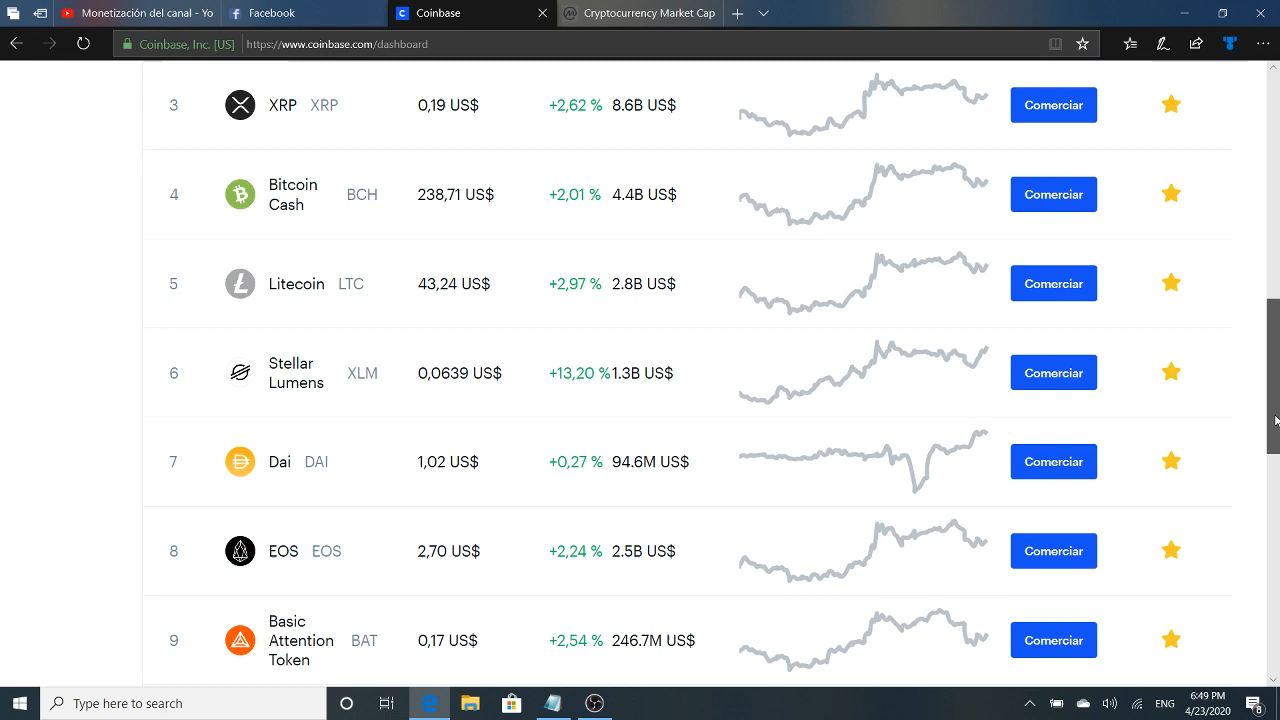 Monetización del canal - Yo
Facebook
Coinbase
Cryptocurrency Market Cap
Coinbase, Inc. [US]
https://www.coinbase.com/dashboard
3 XRP XRP 0,19 US$ +2,62 % 8.6B US$ Comerciar
4 Bitcoin Cash BCH 238,71 US$ +2,01 % 4.4B US$ Comerciar
5 Litecoin LTC 43,24 US$ +2,97 % 2.8B US$ Comerciar
6 Stellar Lumens XLM 0,0639 US$ +13,20 % 1.3B US$ Comerciar
7 Dai DAI 1,02 US$ +0,27 % 94.6M US$ Comerciar
8 EOS EOS 2,70 US$ +2,24 % 2.5B US$ Comerciar
9 Basic Attention Token BAT 0,17 US$ +2,54 % 246.7M US$ Comerciar
Type here to search
ENG
6:49 PM
4/23/2020
8